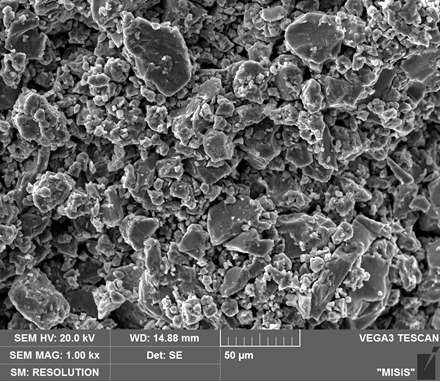 SEM HV: 20.0 kV WD: 14.88 mm VEGA3 TESCAN
SEM MAG: 1.00 kx Det: SE 50 µm
SM: RESOLUTION "MISIS"